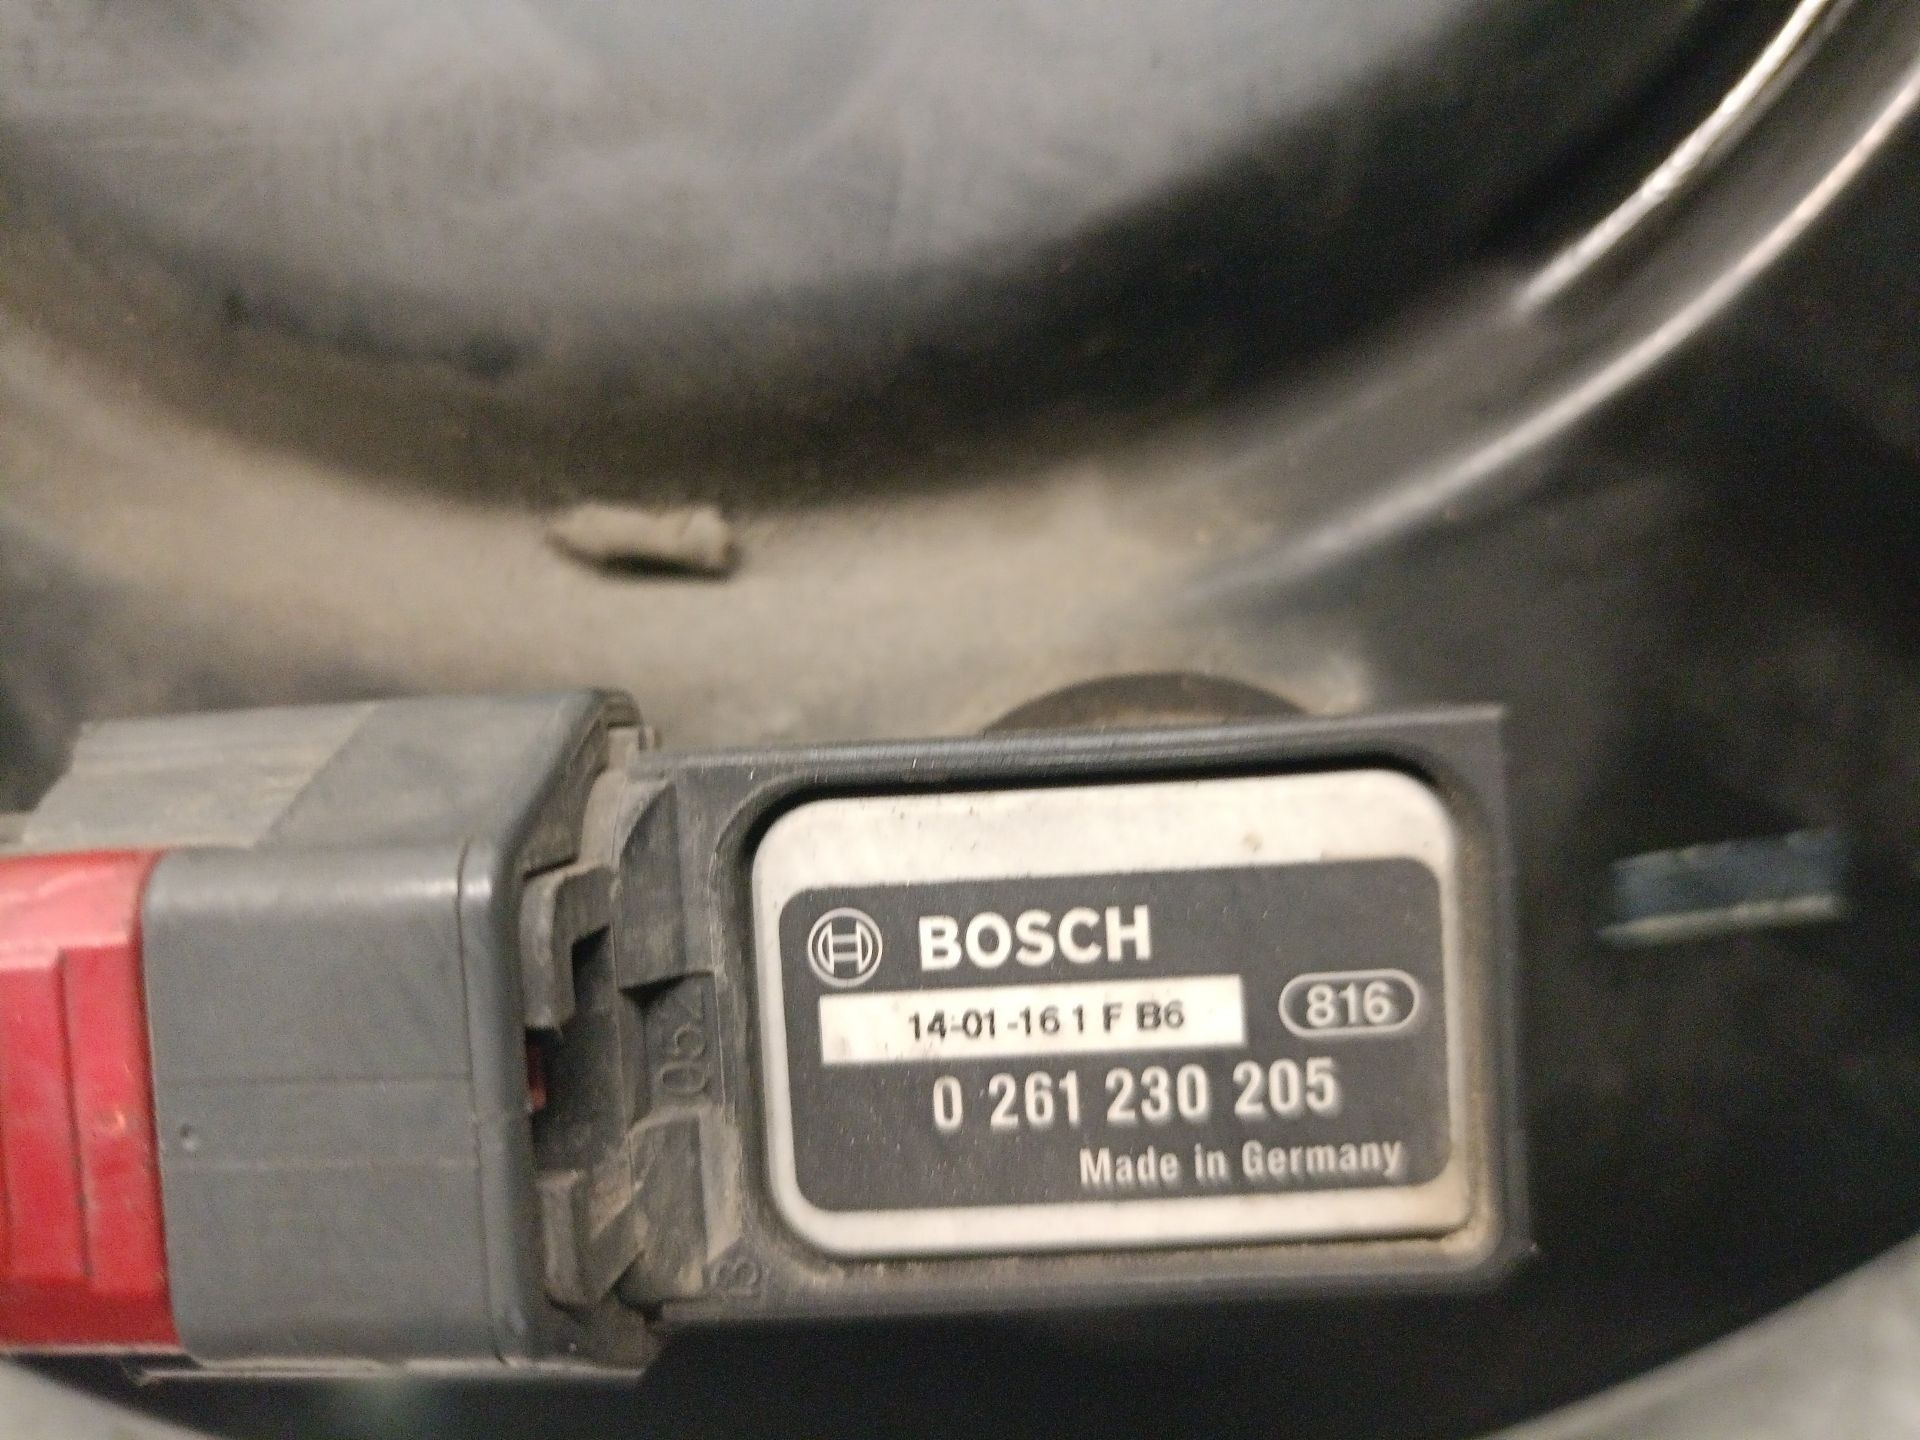 BOSCH
14-01-16 1 F B6
816
0 261 230 205
Made in Germany